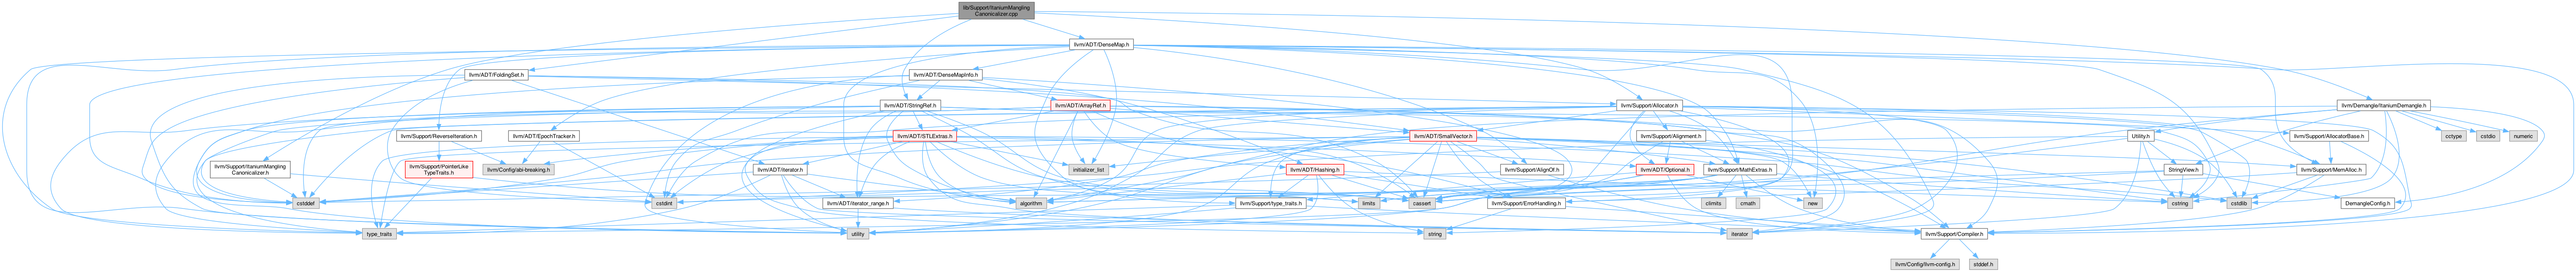 lib/Support/ItaniumMangling
Canonicalizer.cpp
llvm/ADT/DenseMap.h
llvm/ADT/FoldingSet.h
llvm/ADT/DenseMapInfo.h
llvm/ADT/StringRef.h
llvm/ADT/ArrayRef.h
llvm/Support/Allocator.h
llvm/Demangle/ItaniumDemangle.h
llvm/Support/ReverseIteration.h
llvm/ADT/EpochTracker.h
llvm/ADT/STLExtras.h
llvm/ADT/SmallVector.h
llvm/Support/Alignment.h
Utility.h
llvm/Support/AllocatorBase.h
cctype
cstdio
numeric
llvm/Support/ItaniumMangling
Canonicalizer.h
llvm/Support/PointerLike
TypeTraits.h
llvm/Config/abi-breaking.h
llvm/ADT/iterator.h
initializer_list
llvm/ADT/Hashing.h
llvm/Support/AlignOf.h
llvm/ADT/Optional.h
llvm/Support/MathExtras.h
StringView.h
llvm/Support/MemAlloc.h
cstddef
cstdint
llvm/ADT/iterator_range.h
algorithm
llvm/Support/type_traits.h
limits
cassert
llvm/Support/ErrorHandling.h
climits
cmath
new
cstring
cstdlib
DemangleConfig.h
type_traits
utility
string
iterator
llvm/Support/Compiler.h
llvm/Config/llvm-config.h
stddef.h